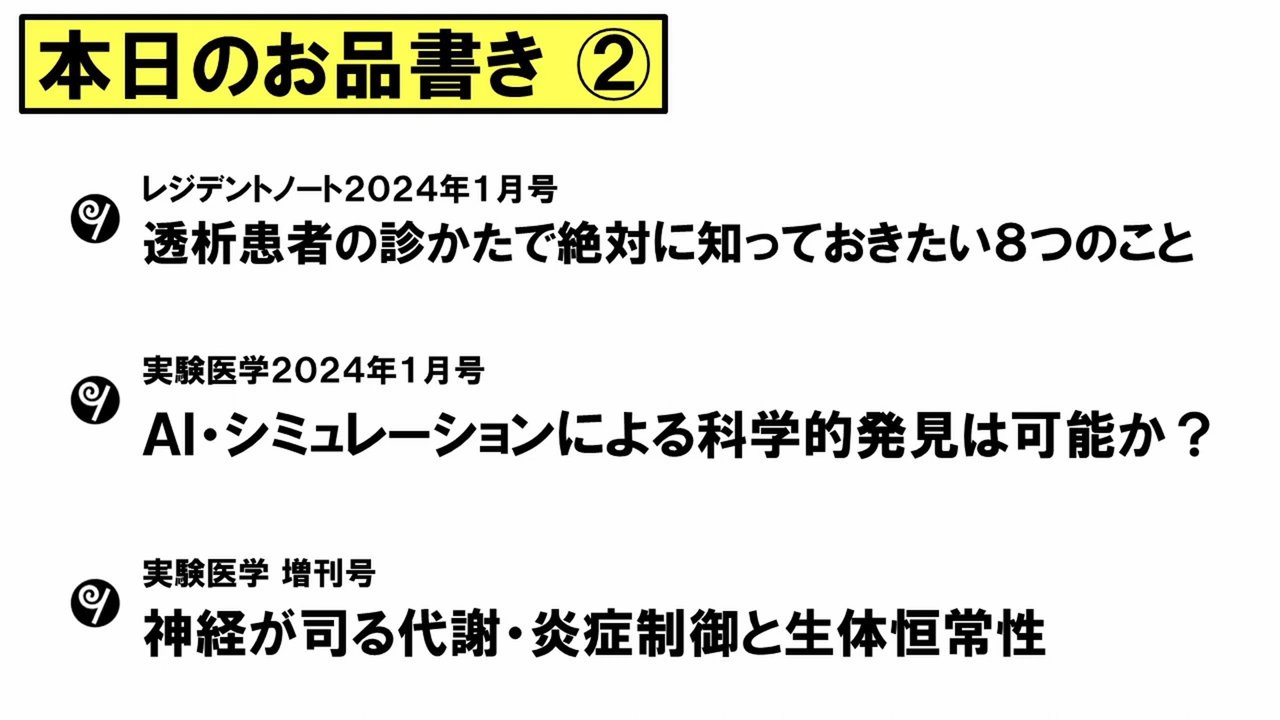 本日のお品書き ②
レジデントノート2024年1月号
透析患者の診かたで絶対に知っておきたい8つのこと
実験医学2024年1月号
AI・シミュレーションによる科学的発見は可能か？
実験医学 増刊号
神経が司る代謝・炎症制御と生体恒常性